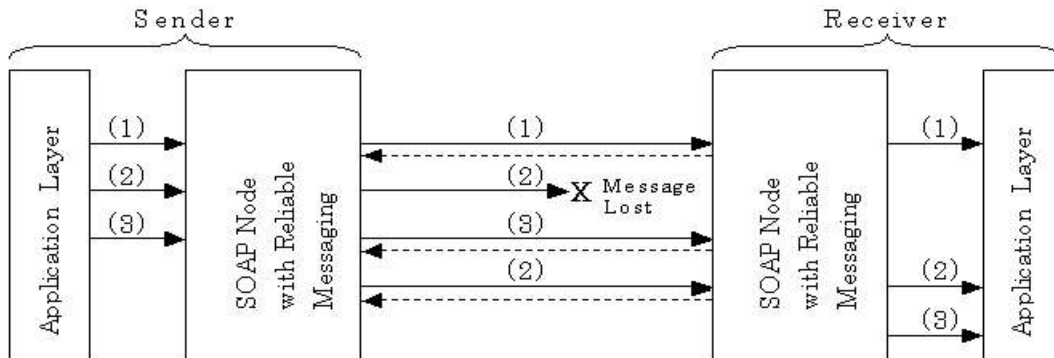 Sender
Receiver
Application Layer
(1)
(2)
(3)
SOAP Node
with Reliable
Messaging
(1)
(2)
X Message
Lost
(3)
(2)
SOAP Node
with Reliable
Messaging
(1)
(2)
(3)
Application Layer